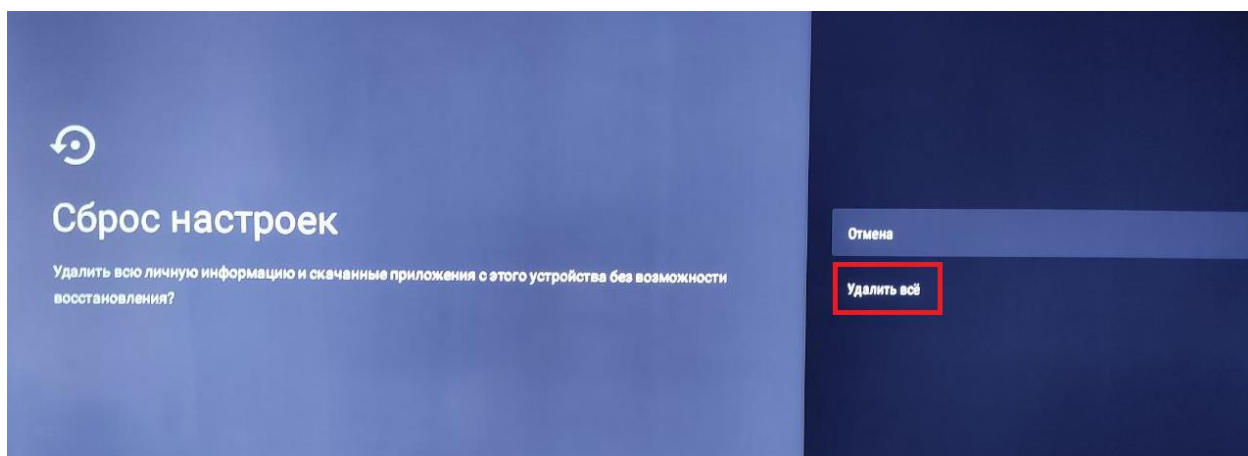 Сброс настроек
Удалить всю личную информацию и скачанные приложения с этого устройства без возможности
восстановления?
Отмена
Удалить всё